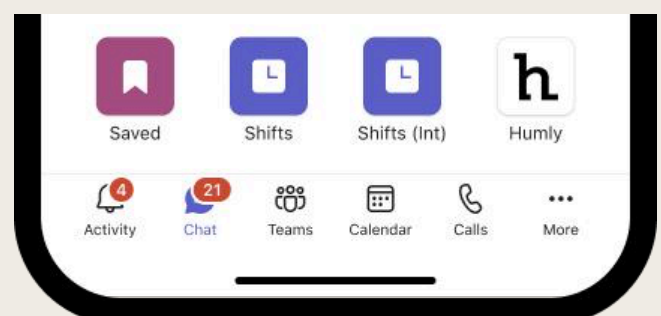 h
Saved Shifts Shifts (Int) Humly
4 21
Activity Chat Teams Calendar Calls More